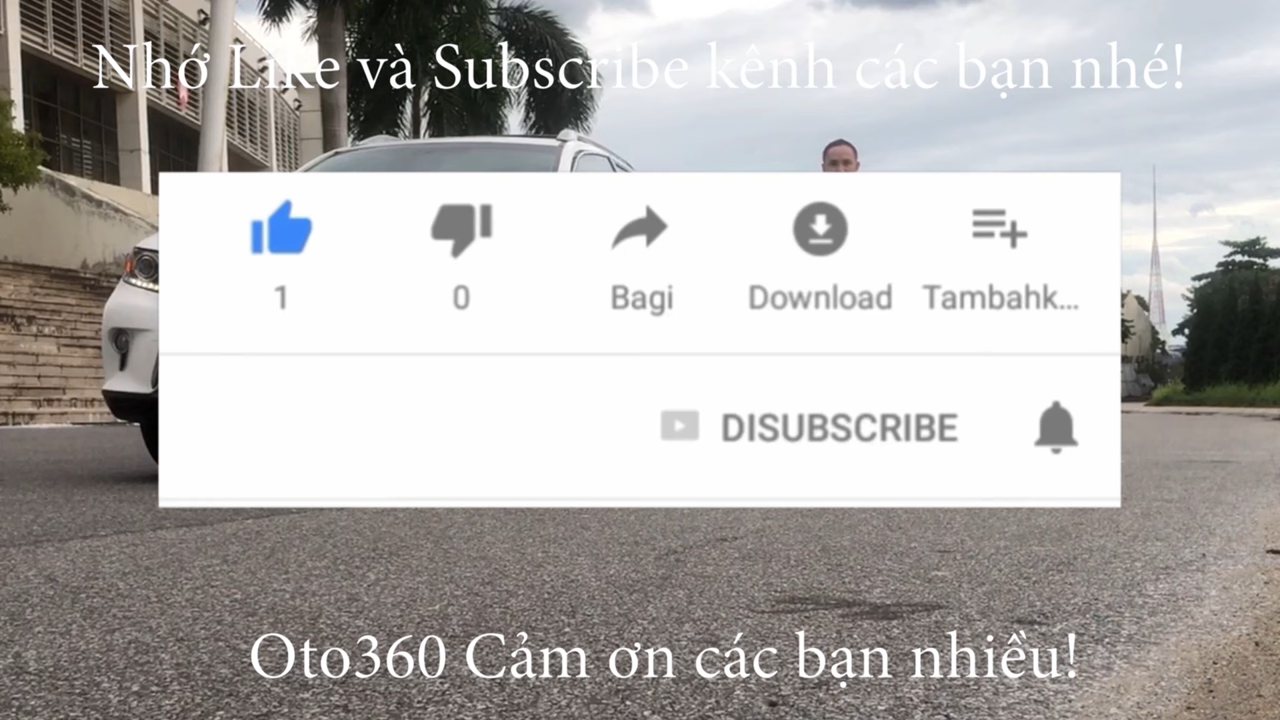 Nhớ Like và Subscribe kênh các bạn nhé!
1 0 Bagi Download Tambahk...
DISUBSCRIBE
Oto360 Cảm ơn các bạn nhiều!